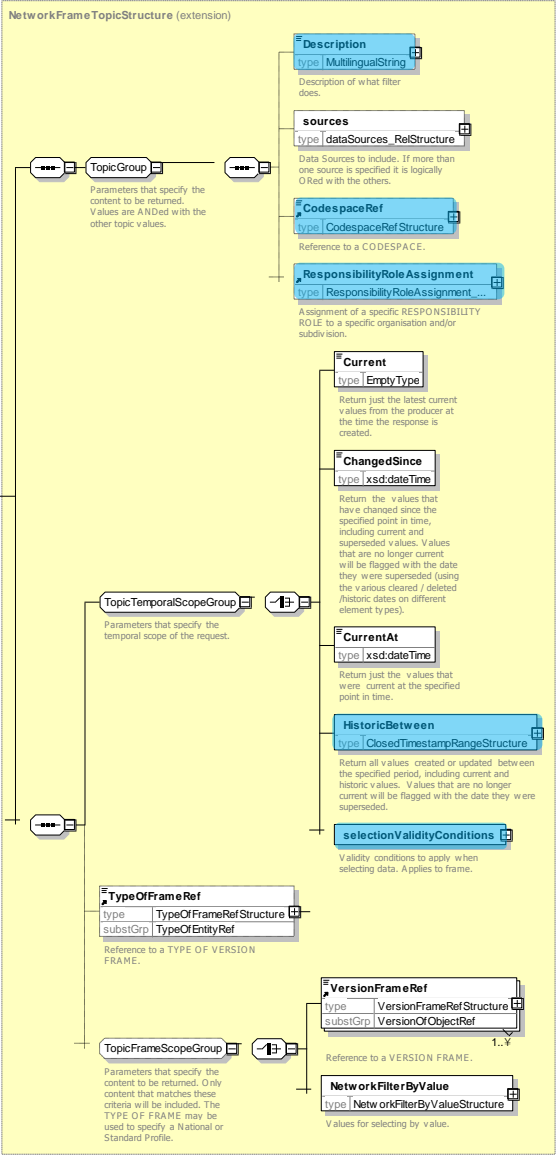 NetworkFrameTopicStructure (extension)
Description
type MultilingualString
Description of what filter
does.
sources
type dataSources_RelStructure
Data Sources to include. If more
than one source is specified it is logically
ORed with the others.
TopicGroup
Parameters that specify the
content to be returned.
Values are ANDed with the
other topic values.
CodespaceRef
type CodespaceRefStructure
Reference to a CODESPACE.
ResponsibilityRoleAssignment
type ResponsibilityRoleAssignment_...
Assignment of a specific RESPONSIBILITY
ROLE to a specific organisation and/or
subdivision.
Current
type EmptyType
Return just the latest current
values from the producer at
the time the response is
created.
ChangedSince
type xsd:dateTime
Return the values that
have changed since the
specified point in time,
including current and
superseded values. Values
that are no longer current
will be flagged with the date
they were superseded (using
the various cleared / deleted
/historic dates on different
element types).
TopicTemporalScopeGroup
Parameters that specify the
temporal scope of the request.
CurrentAt
type xsd:dateTime
Return just the values that
were current at the specified
point in time.
HistoricBetween
type ClosedTimestampRangeStructure
Return all values created or updated between
the specified period, including current and
historic values. Values that are no longer
current will be flagged with the date they were
superseded.
selectionValidityConditions
Validity conditions to apply when
selecting data. Applies to frame.
TypeOfFrameRef
type TypeOfFrameRefStructure
substGrp TypeOfEntityRef
Reference to a TYPE OF VERSION
FRAME.
VersionFrameRef
type VersionFrameRefStructure
substGrp VersionOfObjectRef
1..¥
Reference to a VERSION FRAME.
TopicFrameScopeGroup
Parameters that specify the
content to be returned. Only
content that matches these
criteria will be included. The
TYPE OF FRAME may be
used to specify a National or
Standard Profile.
NetworkFilterByValue
type NetworkFilterByValueStructure
Values for selecting by value.